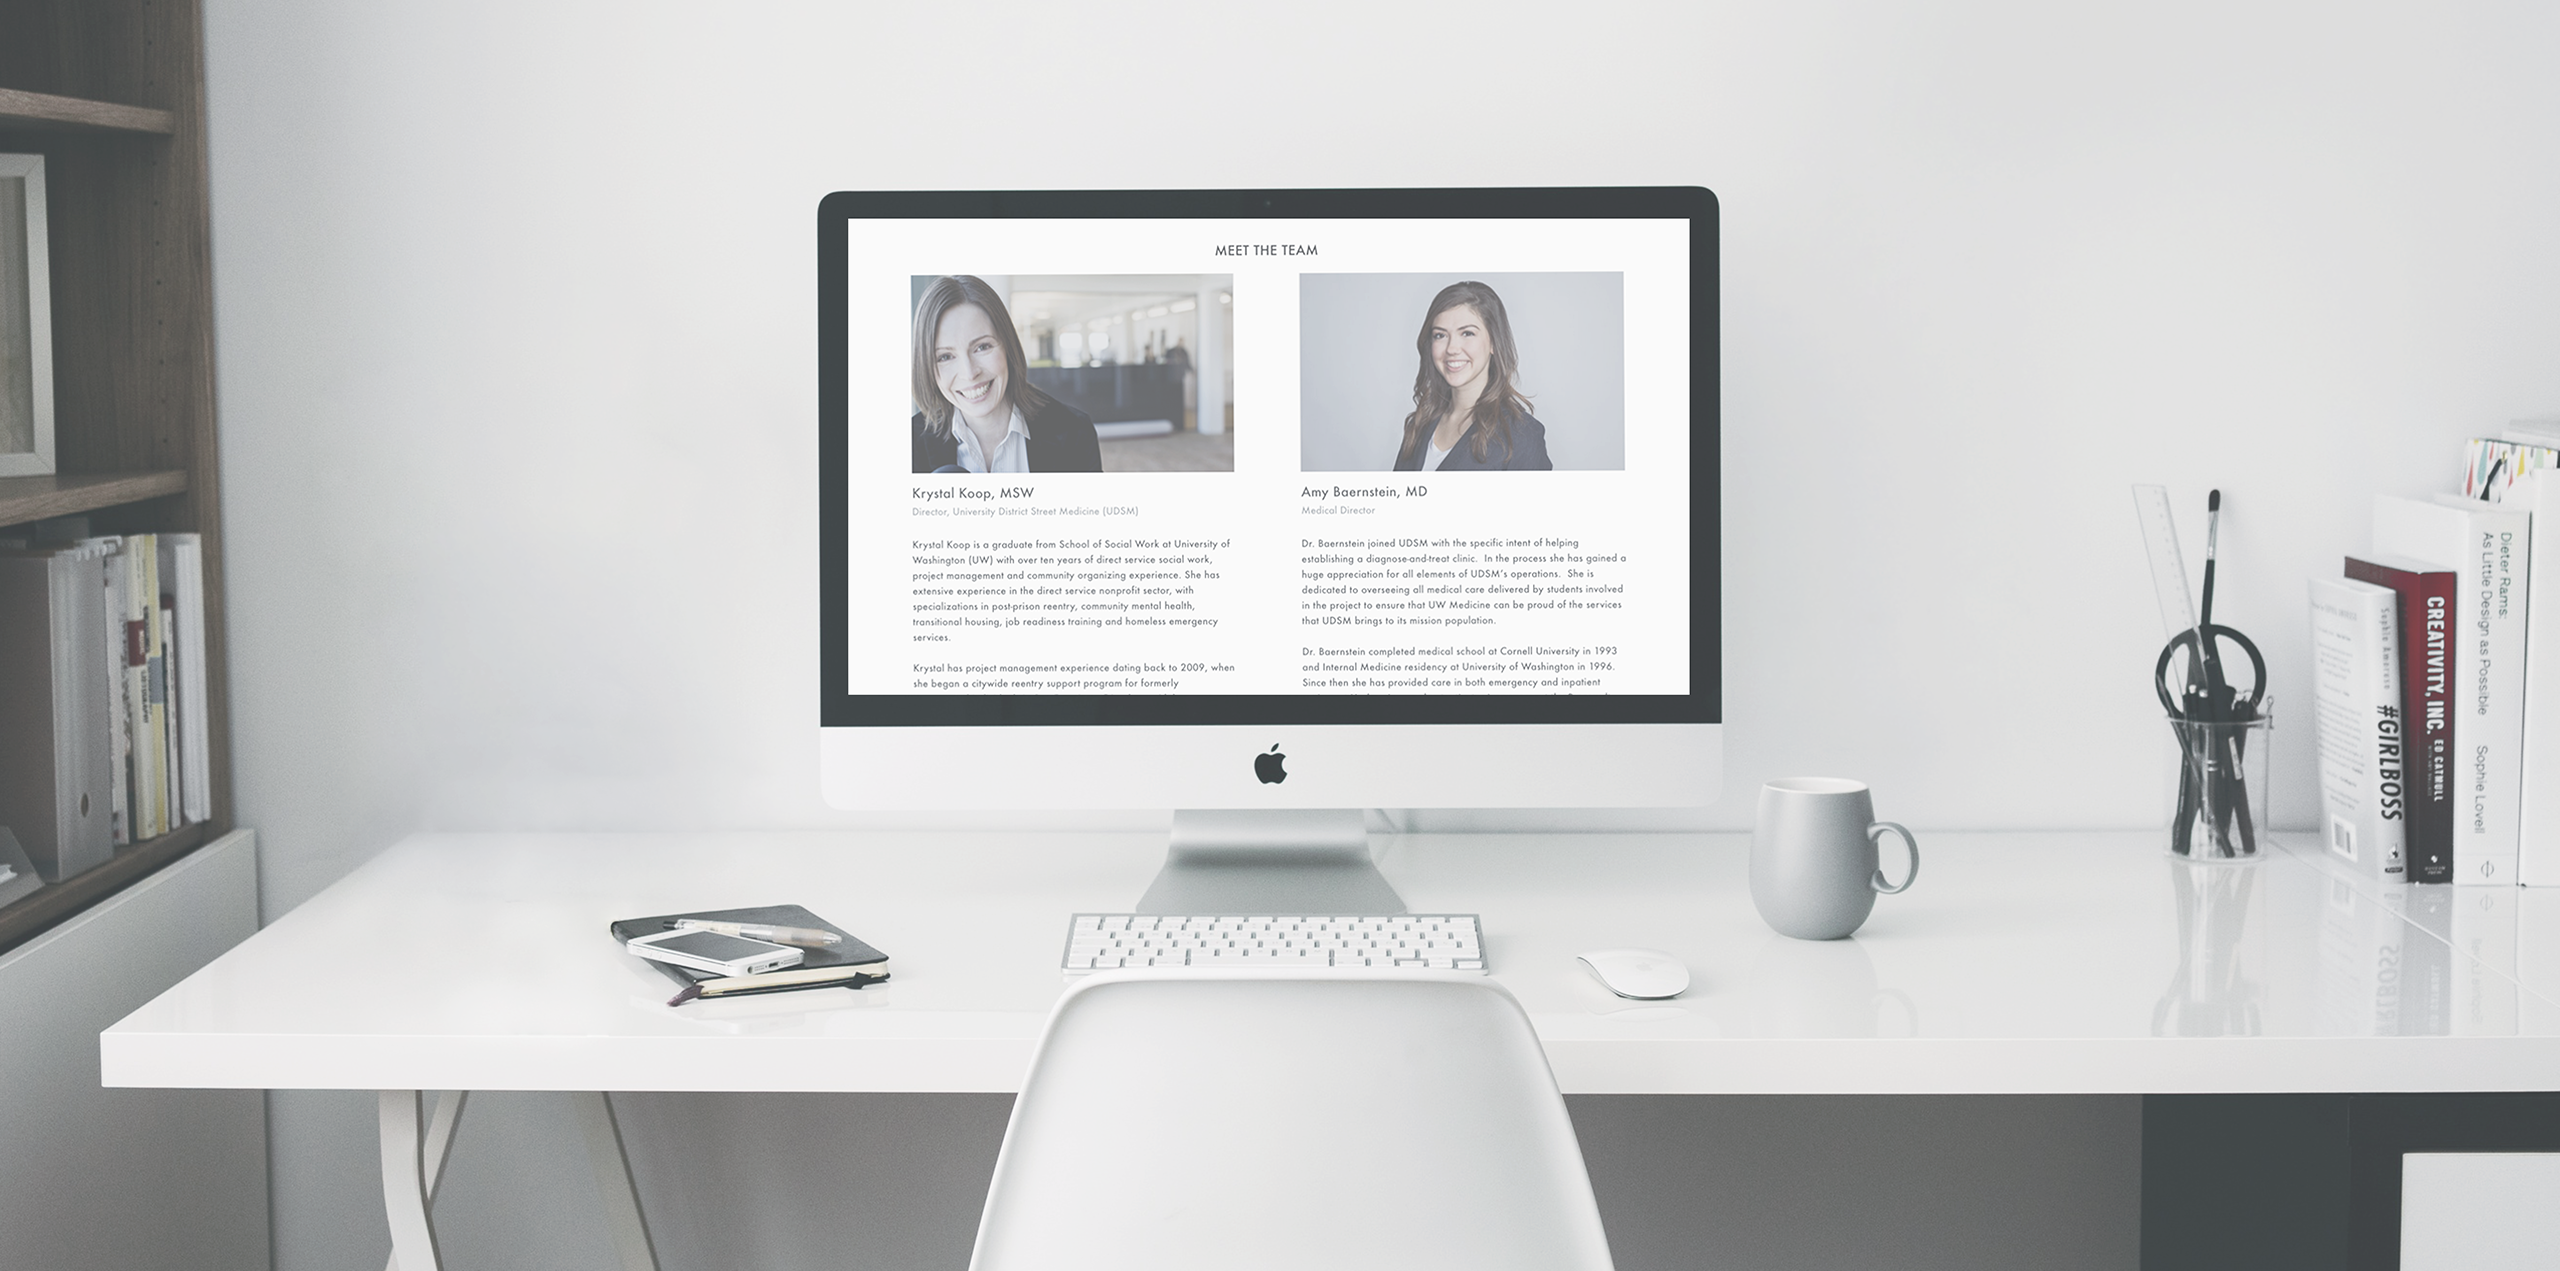 MEET THE TEAM
Krystal Koop, MSW
Director, University District Street Medicine (UDSM)
Krystal Koop is a graduate from School of Social Work at University of
Washington (UW) with over ten years of direct service social work,
project management and community organizing experience. She has
extensive experience in the direct service nonprofit sector, with
specializations in post-prison reentry, community mental health,
transitional housing, job readiness training and homeless emergency
services.
Krystal has project management experience dating back to 2009, when
she began a citywide reentry support program for formerly
Amy Baernstein, MD
Medical Director
Dr. Baernstein joined UDSM with the specific intent of helping
establishing a diagnose-and-treat clinic. In the process she has gained a
huge appreciation for all elements of UDSM's operations. She is
dedicated to overseeing all medical care delivered by students involved
in the project to ensure that UW Medicine can be proud of the services
that UDSM brings to its mission population.
Dr. Baernstein completed medical school at Cornell University in 1993
and Internal Medicine residency at University of Washington in 1996.
Since then she has provided care in both emergency and inpatient
Sophia Amoruso #GIRLBOSS
CREATIVITY, INC. ED CATMULL
Dieter Rams:
As Little Design as Possible Sophie Lovell